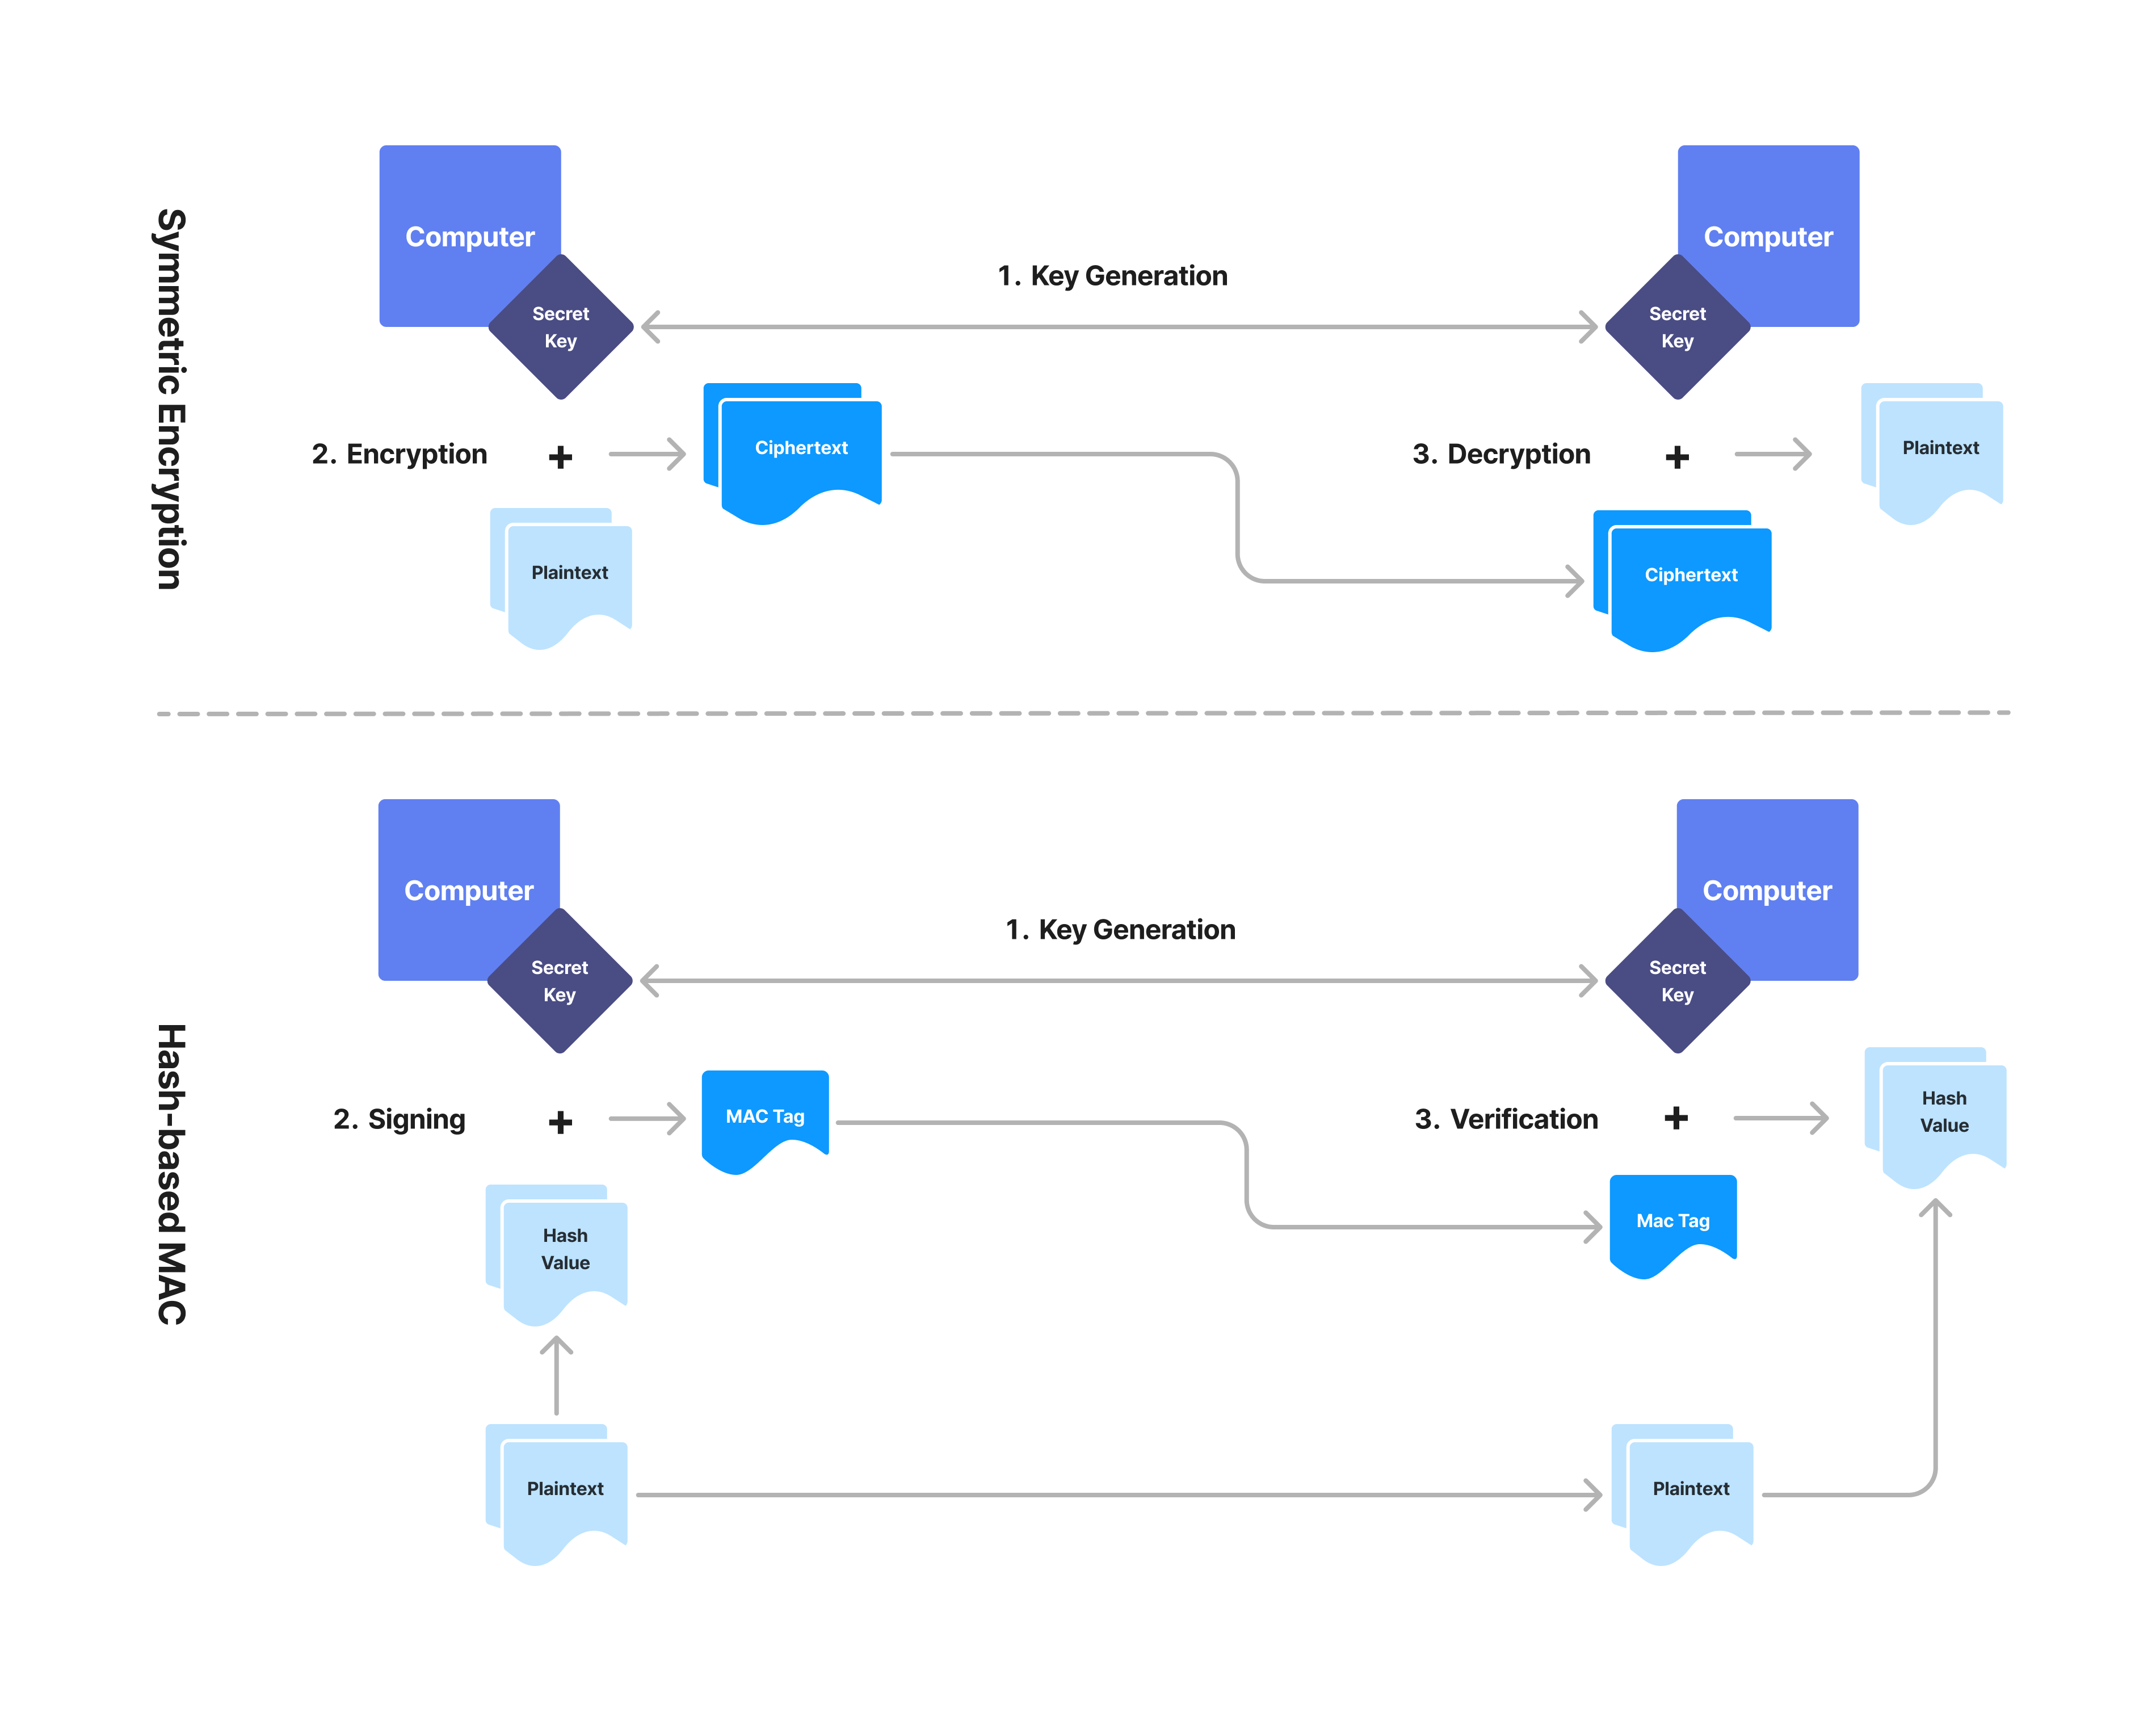 Symmetric Encryption
Computer
Secret
Key
1. Key Generation
Computer
Secret
Key
2. Encryption
+
Plaintext
Ciphertext
3. Decryption
+
Ciphertext
Plaintext
Hash-based MAC
Computer
Secret
Key
1. Key Generation
Computer
Secret
Key
2. Signing
+
MAC Tag
Hash
Value
Plaintext
3. Verification
+
Mac Tag
Hash
Value
Plaintext